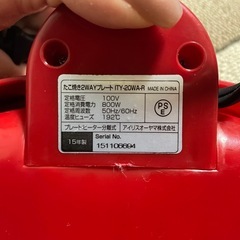 たこ焼き2WAYプレート ITY-20WA-R
定格電圧：100V
定格消費電力：800W
定格周波数：50Hz/60Hz
温度ヒューズ：192℃
MADE IN CHINA
PS
E
プレートヒーター分離式
アイリスオーヤマ株式会社
15年製
Serial No.
151108694